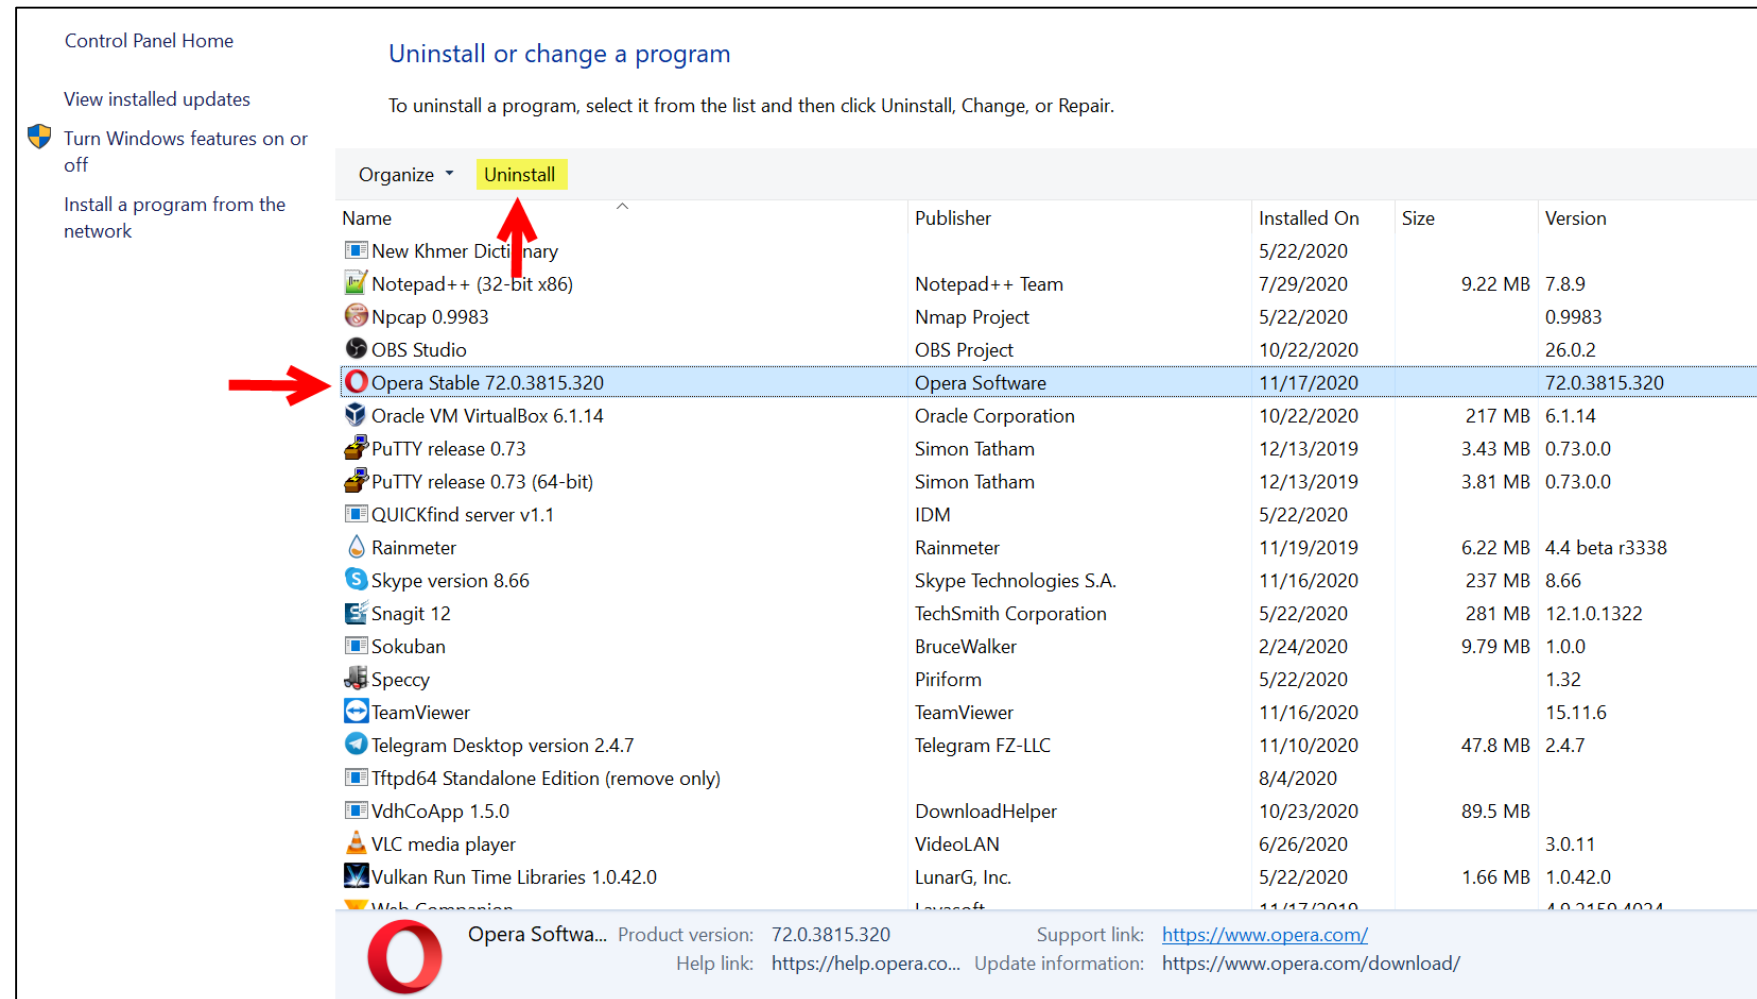 Control Panel Home
View installed updates
Turn Windows features on or
off
Install a program from the
network
Uninstall or change a program
To uninstall a program, select it from the list and then click Uninstall, Change, or Repair.
Organize Uninstall
Name Publisher Installed On Size Version
New Khmer Dictionary 5/22/2020
Notepad++ (32-bit x86) Notepad++ Team 7/29/2020 9.22 MB 7.8.9
Npcap 0.9983 Nmap Project 5/22/2020 0.9983
OBS Studio OBS Project 10/22/2020 26.0.2
Opera Stable 72.0.3815.320 Opera Software 11/17/2020 72.0.3815.320
Oracle VM VirtualBox 6.1.14 Oracle Corporation 10/22/2020 217 MB 6.1.14
PuTTY release 0.73 Simon Tatham 12/13/2019 3.43 MB 0.73.0.0
PuTTY release 0.73 (64-bit) Simon Tatham 12/13/2019 3.81 MB 0.73.0.0
QUICKfind server v1.1 IDM 5/22/2020
Rainmeter Rainmeter 11/19/2019 6.22 MB 4.4 beta r3338
Skype version 8.66 Skype Technologies S.A. 11/16/2020 237 MB 8.66
Snagit 12 TechSmith Corporation 5/22/2020 281 MB 12.1.0.1322
Sokuban BruceWalker 2/24/2020 9.79 MB 1.0.0
Speccy Piriform 5/22/2020 1.32
TeamViewer TeamViewer 11/16/2020 15.11.6
Telegram Desktop version 2.4.7 Telegram FZ-LLC 11/10/2020 47.8 MB 2.4.7
Tftpd64 Standalone Edition (remove only) 8/4/2020
VdhCoApp 1.5.0 DownloadHelper 10/23/2020 89.5 MB
VLC media player VideoLAN 6/26/2020 3.0.11
Vulkan Run Time Libraries 1.0.42.0 LunarG, Inc. 5/22/2020 1.66 MB 1.0.42.0
Web Companion Lavasoft 11/17/2019 4.9.2159.4024
Opera Softwa... Product version: 72.0.3815.320 Support link: https://www.opera.com/
Help link: https://help.opera.co... Update information: https://www.opera.com/download/